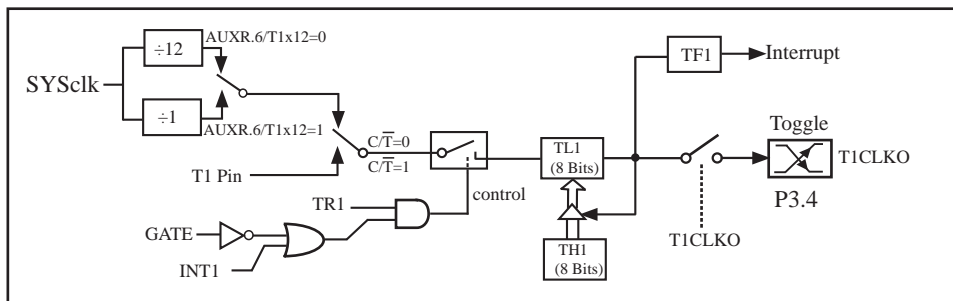 AUXR.6/T1x12=0
÷12
SYSclk
÷1
AUXR.6/T1x12=1
T1 Pin
C/T̅=0
C/T̅=1
control
TR1
GATE
INT1
TL1
(8 Bits)
TH1
(8 Bits)
TF1
Interrupt
Toggle
T1CLKO
P3.4
T1CLKO